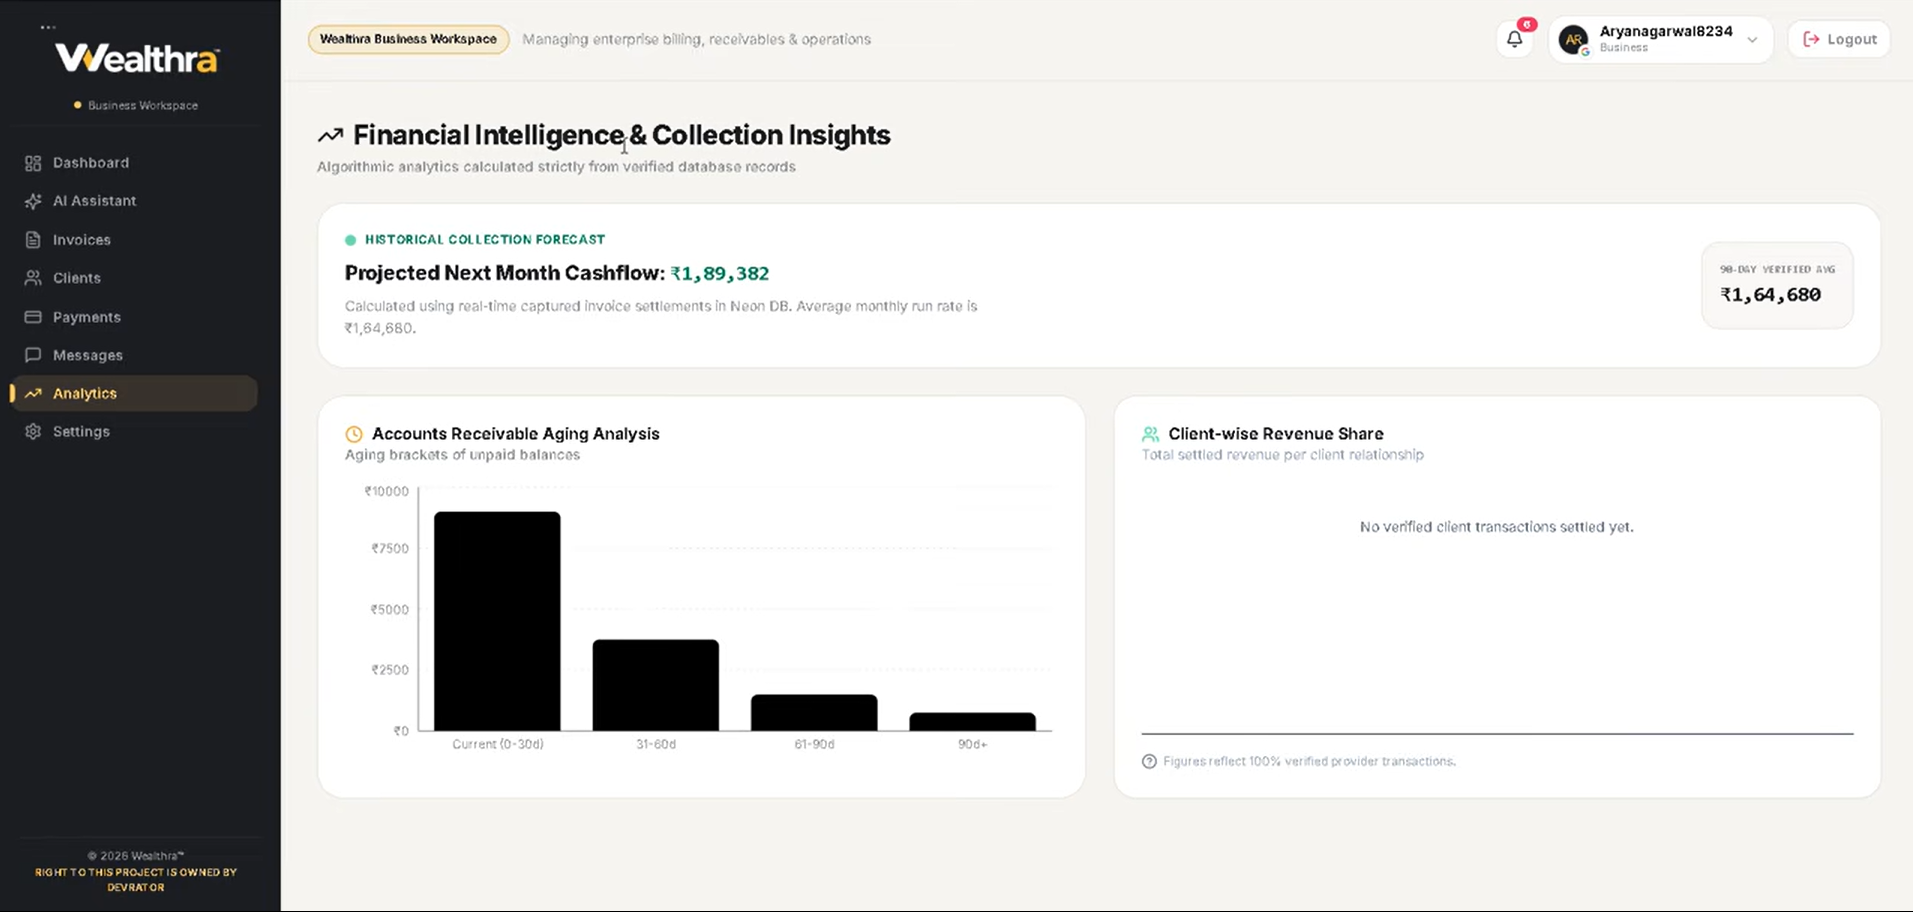 Wealthra™
Business Workspace
Dashboard
AI Assistant
Invoices
Clients
Payments
Messages
Analytics
Settings
© 2026 Wealthra™
RIGHT TO THIS PROJECT IS OWNED BY
DEVRATOR
Wealthra Business Workspace
Managing enterprise billing, receivables & operations
6
AR
G
Aryanagarwal8234
Business
Logout
Financial Intelligence & Collection Insights
Algorithmic analytics calculated strictly from verified database records
HISTORICAL COLLECTION FORECAST
Projected Next Month Cashflow: ₹1,89,382
Calculated using real-time captured invoice settlements in Neon DB. Average monthly run rate is
₹1,64,680.
90-DAY VERIFIED AVG
₹1,64,680
Accounts Receivable Aging Analysis
Aging brackets of unpaid balances
₹10000
₹7500
₹5000
₹2500
₹0
Current (0-30d)
31-60d
61-90d
90d+
Client-wise Revenue Share
Total settled revenue per client relationship
No verified client transactions settled yet.
Figures reflect 100% verified provider transactions.